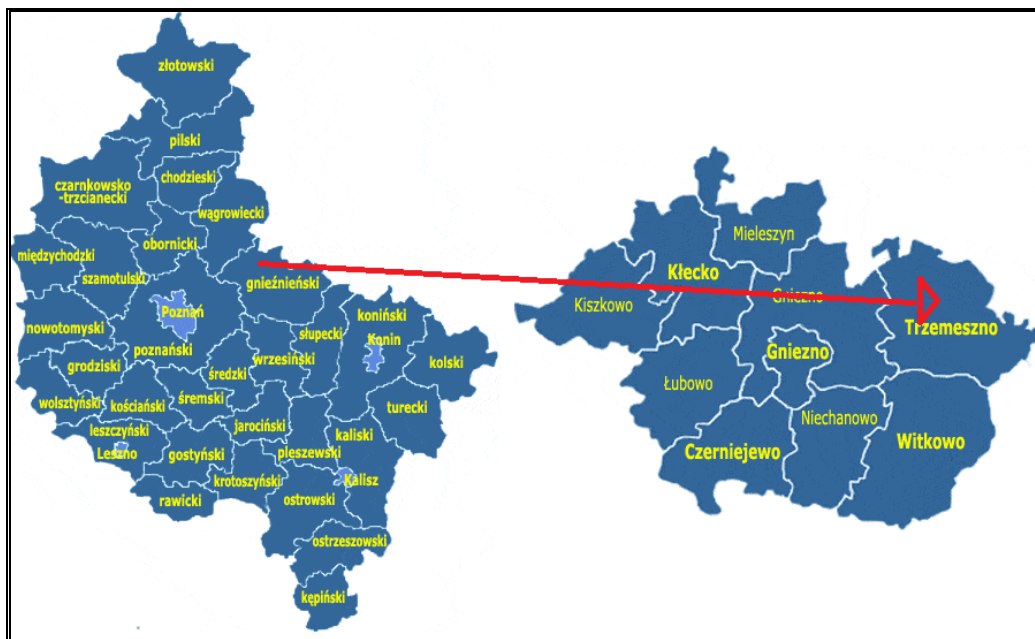 złotowski
pilski
chodzieski
czarnkowsko
-trzcianecki
wągrowiecki
obornicki
międzychodzki
szamotulski
gnieźnieński
Poznań
koniński
nowotomyski
słupecki
Konin
poznański
wrzesiński
kolski
grodziski
średzki
wolsztyński
kościański
śremski
turecki
leszczyński
jarociński
kaliski
Leszno
gostyński
pleszewski
krotoszyński
Kalisz
rawicki
ostrowski
ostrzeszowski
kępiński
Mieleszyn
Kłecko
Kiszkowo
Gniezno
Trzemeszno
Gniezno
Łubowo
Niechanowo
Czerniejewo
Witkowo